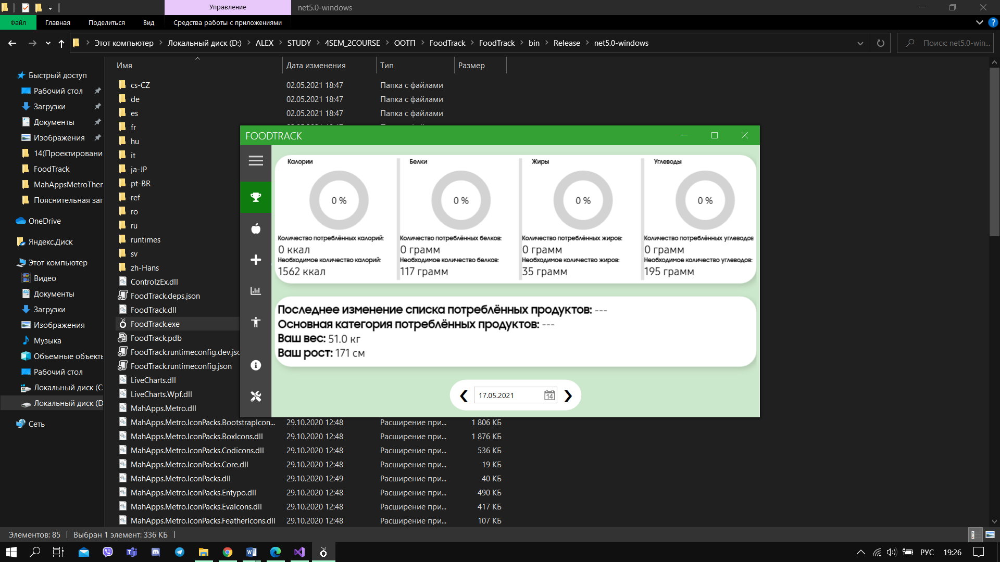 Управление
net5.0-windows
Файл
Главная
Поделиться
Вид
Средства работы с приложениями
Этот компьютер
Локальный диск (D:)
ALEX
STUDY
4SEM_2COURSE
ООТП
FoodTrack
FoodTrack
bin
Release
net5.0-windows
Поиск: net5.0-win...
Имя
Дата изменения
Тип
Размер
Быстрый доступ
Рабочий стол
Загрузки
Документы
Изображения
14(Проектировани
FoodTrack
MahAppsMetroTher
Пояснительная заг
OneDrive
Яндекс.Диск
Этот компьютер
Видео
Документы
Загрузки
Изображения
Музыка
Объемные объекть
Рабочий стол
Локальный диск (C
Локальный диск (D
Сеть
cs-CZ 02.05.2021 18:47 Папка с файлами
de 02.05.2021 18:47 Папка с файлами
es 02.05.2021 18:47 Папка с файлами
fr
hu
it
ja-JP
pt-BR
ref
ro
ru
runtimes
sv
zh-Hans
ControlzEx.dll
FoodTrack.deps.json
FoodTrack.dll
FoodTrack.exe
FoodTrack.pdb
FoodTrack.runtimeconfig.dev.jsc
FoodTrack.runtimeconfig.json
LiveCharts.dll
LiveCharts.Wpf.dll
MahApps.Metro.dll
MahApps.Metro.IconPacks.BootstrapIcon... 29.10.2020 12:48 Расширение при... 1 806 КБ
MahApps.Metro.IconPacks.BoxIcons.dll 29.10.2020 12:48 Расширение при... 1 876 КБ
MahApps.Metro.IconPacks.Codicons.dll 29.10.2020 12:48 Расширение при... 536 КБ
MahApps.Metro.IconPacks.Core.dll 29.10.2020 12:48 Расширение при... 19 КБ
MahApps.Metro.IconPacks.dll 29.10.2020 12:49 Расширение при... 40 КБ
MahApps.Metro.IconPacks.Entypo.dll 29.10.2020 12:48 Расширение при... 490 КБ
MahApps.Metro.IconPacks.EvaIcons.dll 29.10.2020 12:48 Расширение при... 417 КБ
MahApps.Metro.IconPacks.FeatherIcons.dll 29.10.2020 12:48 Расширение при... 107 КБ
FOODTRACK
Калории
0 %
Количество потреблённых калорий:
0 ккал
Необходимое количество калорий:
1562 ккал
Белки
0 %
Количество потреблённых белков:
0 грамм
Необходимое количество белков:
117 грамм
Жиры
0 %
Количество потреблённых жиров:
0 грамм
Необходимое количество жиров:
35 грамм
Углеводы
0 %
Количество потреблённых углеводов
0 грамм
Необходимое количество углеводов:
195 грамм
Последнее изменение списка потреблённых продуктов: ---
Основная категория потреблённых продуктов: ---
Ваш вес: 51.0 кг
Ваш рост: 171 см
17.05.2021
14
Элементов: 85
Выбран 1 элемент: 336 КБ
РУС
19:26